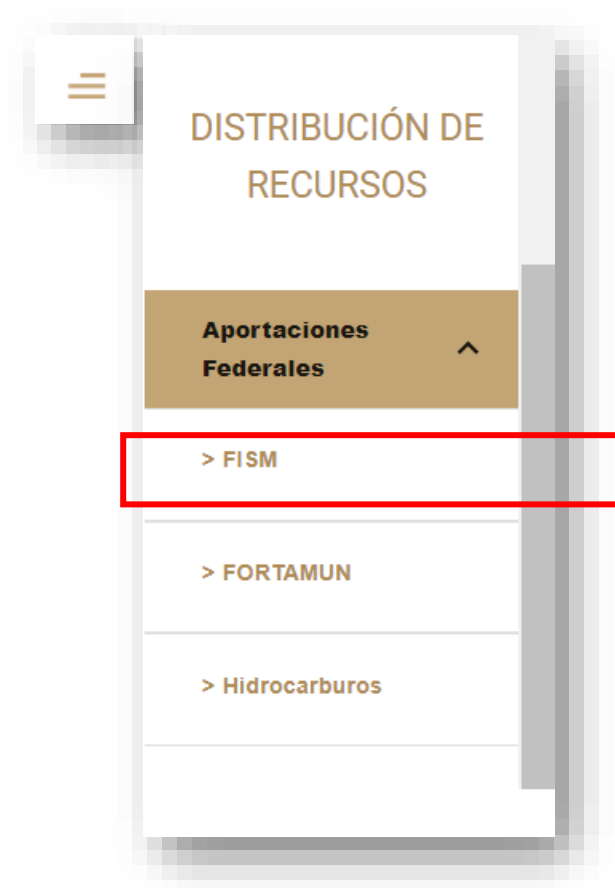 DISTRIBUCIÓN DE
RECURSOS
Aportaciones
Federales
> FISM
> FORTAMUN
> Hidrocarburos